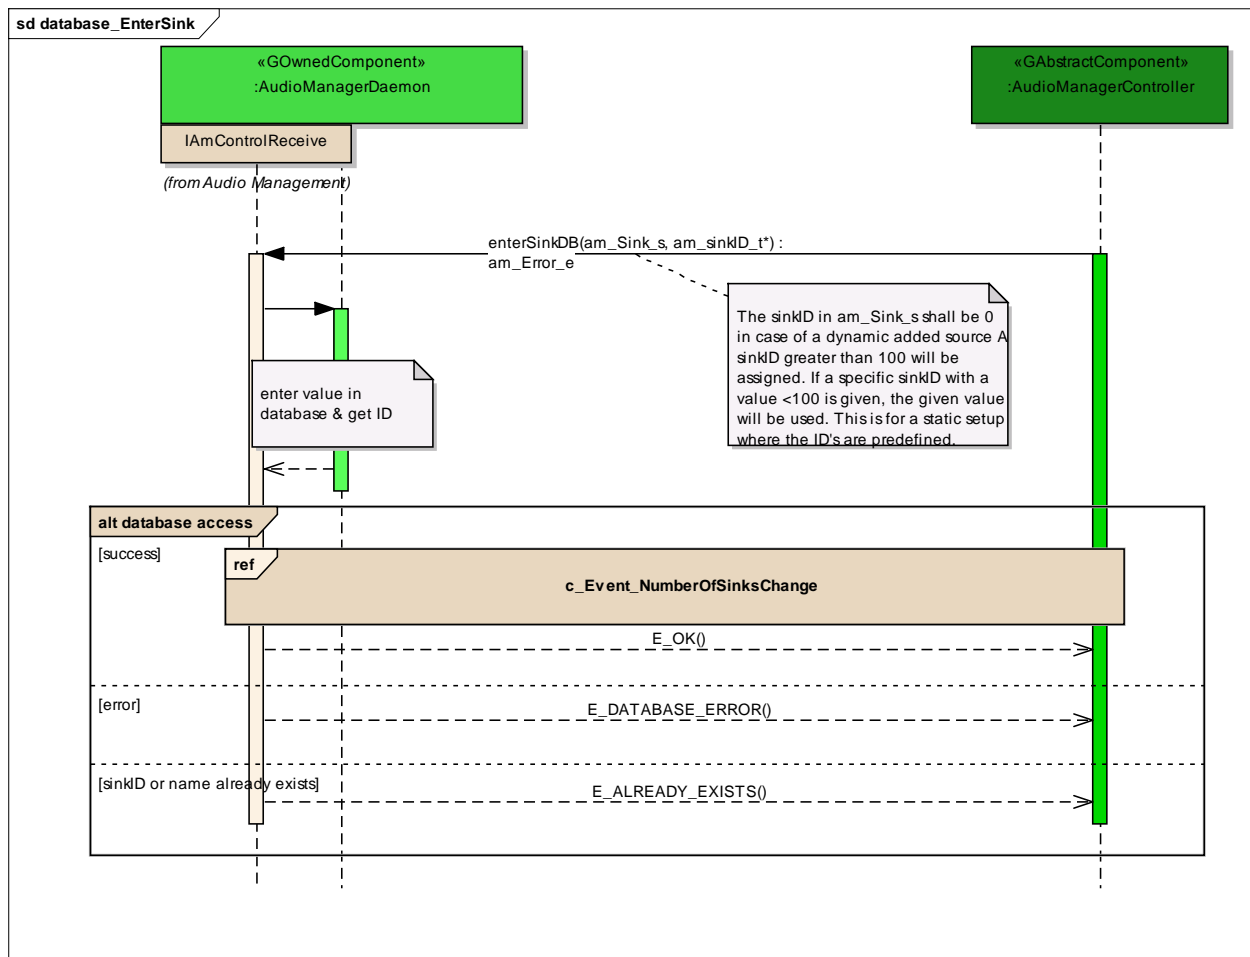 sd database_EnterSink
«GOwnedComponent»
:AudioManagerDaemon
«GAbstractComponent»
:AudioManagerController
IAmControlReceive
(from Audio Management)
enterSinkDB(am_Sink_s, am_sinkID_t*) :
am_Error_e
The sinkID in am_Sink_s shall be 0
in case of a dynamic added source A
sinkID greater than 100 will be
assigned. If a specific sinkID with a
value <100 is given, the given value
will be used. This is for a static setup
where the ID's are predefined.
enter value in
database & get ID
alt database access
[success]
ref
c_Event_NumberOfSinksChange
E_OK()
[error]
E_DATABASE_ERROR()
[sinkID or name already exists]
E_ALREADY_EXISTS()